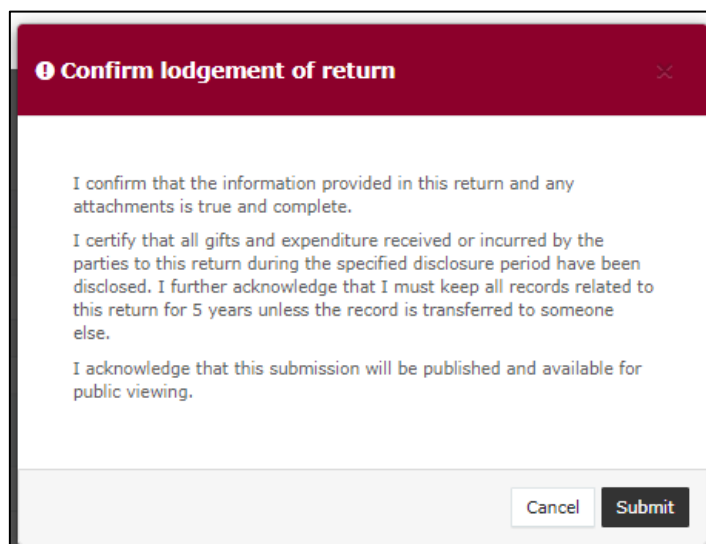 Confirm lodgement of return
I confirm that the information provided in this return and any
attachments is true and complete.
I certify that all gifts and expenditure received or incurred by the
parties to this return during the specified disclosure period have been
disclosed. I further acknowledge that I must keep all records related to
this return for 5 years unless the record is transferred to someone
else.
I acknowledge that this submission will be published and available for
public viewing.
Cancel Submit